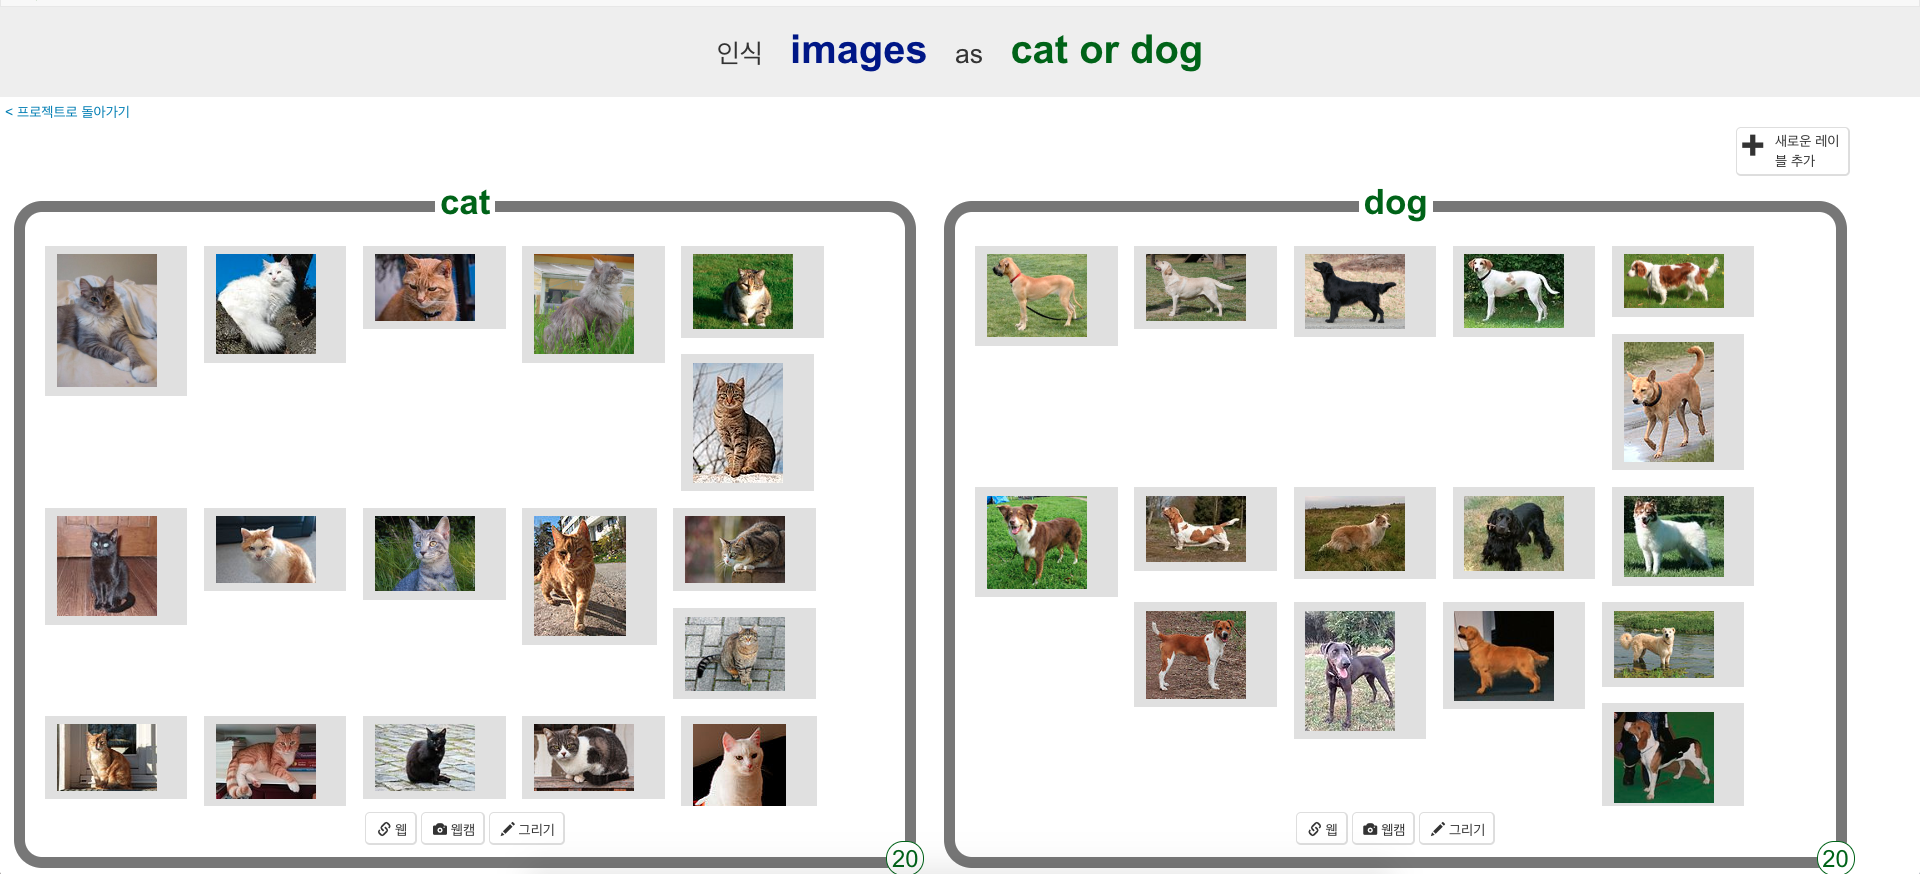 인식 images as cat or dog
< 프로젝트로 돌아가기
새로운 레이
블 추가
cat
dog
웹
웹캠
그리기
20
웹
웹캠
그리기
20